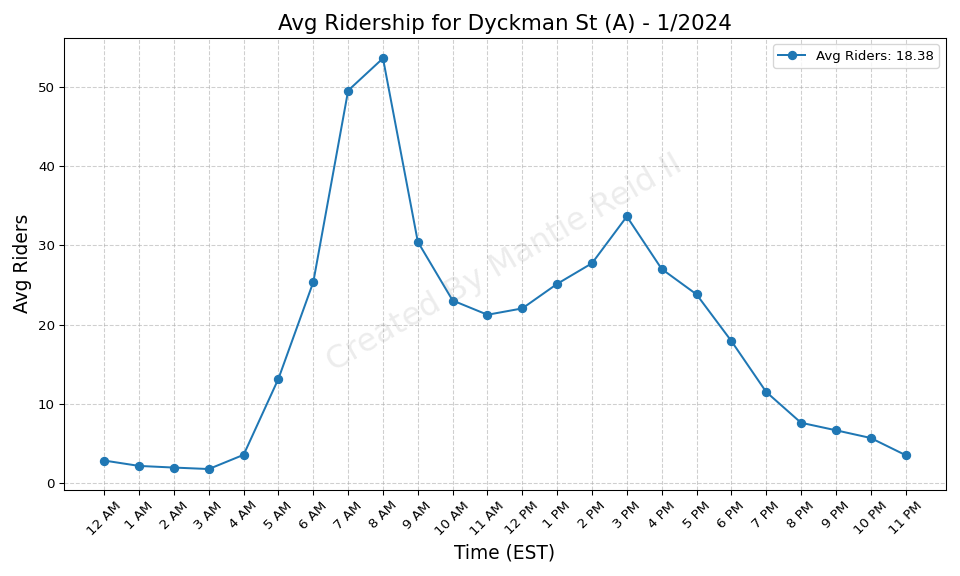 Avg Ridership for Dyckman St (A) - 1/2024
Avg Riders: 18.38
Avg Riders
50
40
30
20
10
0
Created By Mantie Reid II
12 AM
1 AM
2 AM
3 AM
4 AM
5 AM
6 AM
7 AM
8 AM
9 AM
10 AM
11 AM
12 PM
1 PM
2 PM
3 PM
4 PM
5 PM
6 PM
7 PM
8 PM
9 PM
10 PM
11 PM
Time (EST)